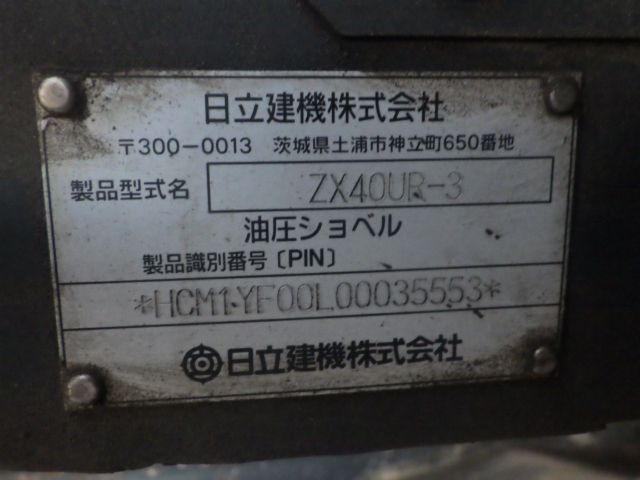 日立建機株式会社
〒300-0013 茨城県土浦市神立町650番地
製品型式名 ZX40UR-3
油圧ショベル
製品識別番号〔PIN〕
*HCM1YF00L00035553*
日立建機株式会社